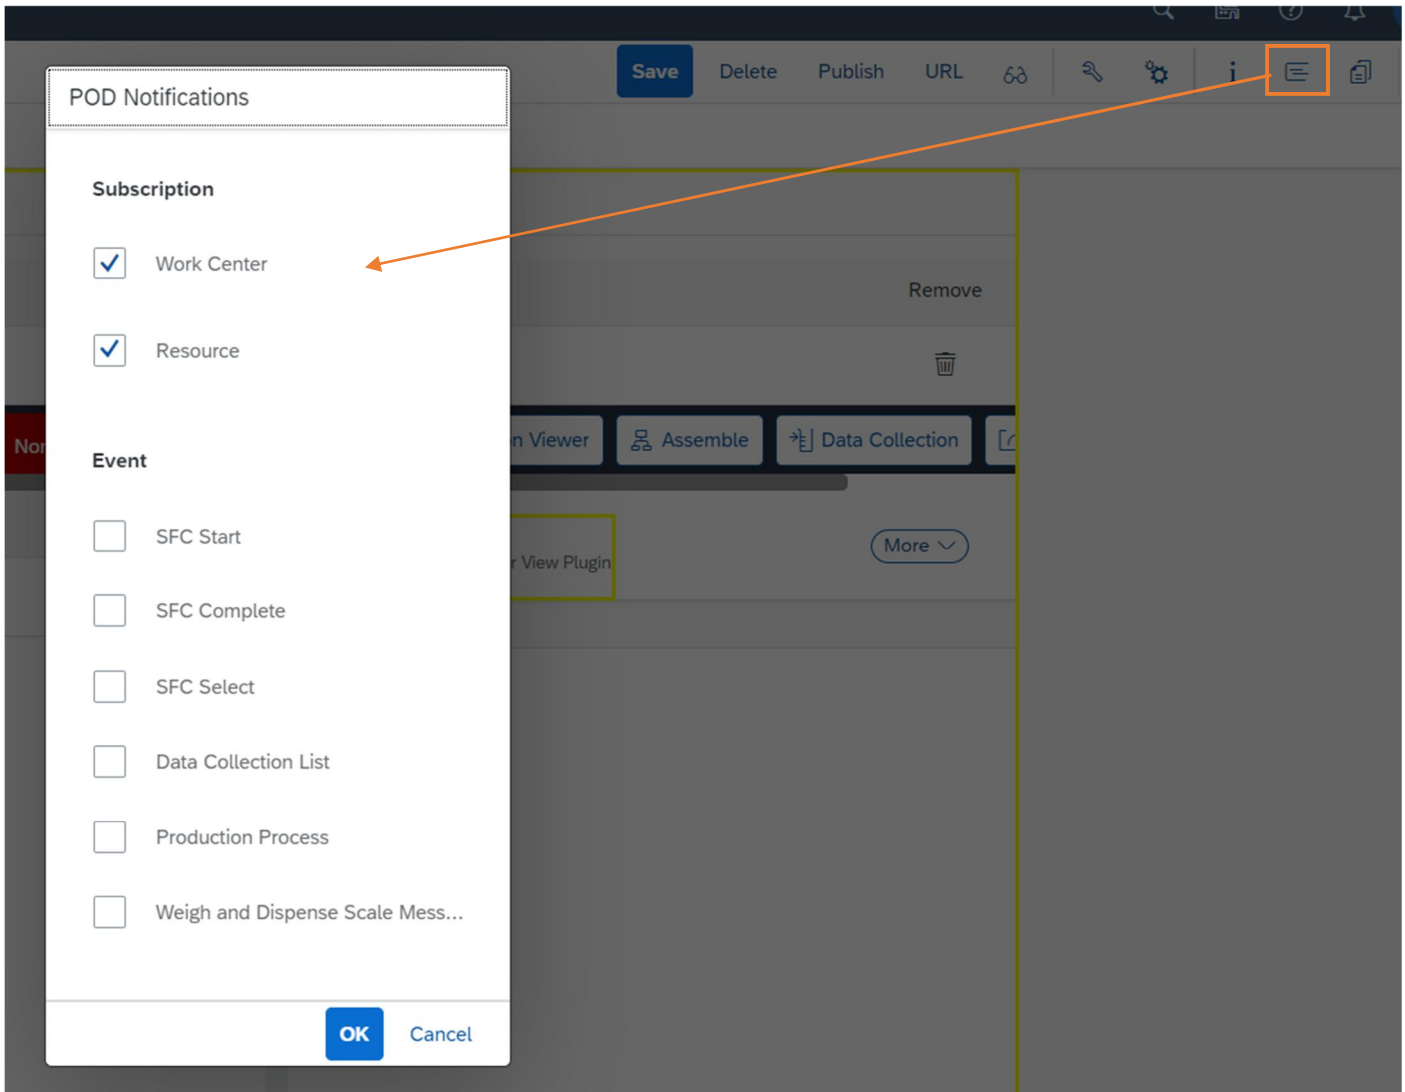 Save Delete Publish URL
POD Notifications
Subscription
Work Center
Remove
Resource
Viewer Assemble Data Collection
Event
SFC Start
More
View Plugin
SFC Complete
SFC Select
Data Collection List
Production Process
Weigh and Dispense Scale Mess...
OK Cancel